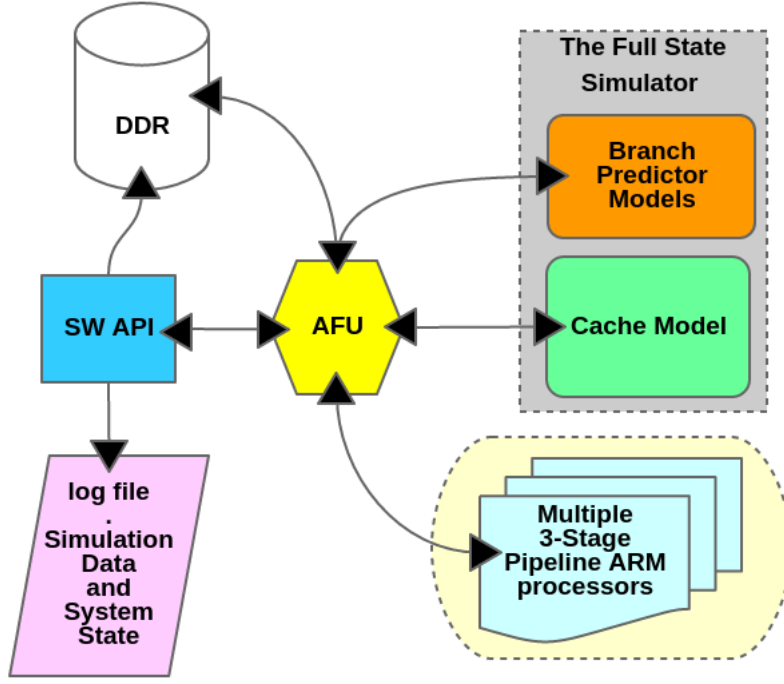 DDR
The Full State
Simulator
Branch
Predictor
Models
SW API
AFU
Cache Model
log file
.
Simulation
Data
and
System
State
Multiple
3-Stage
Pipeline ARM
processors